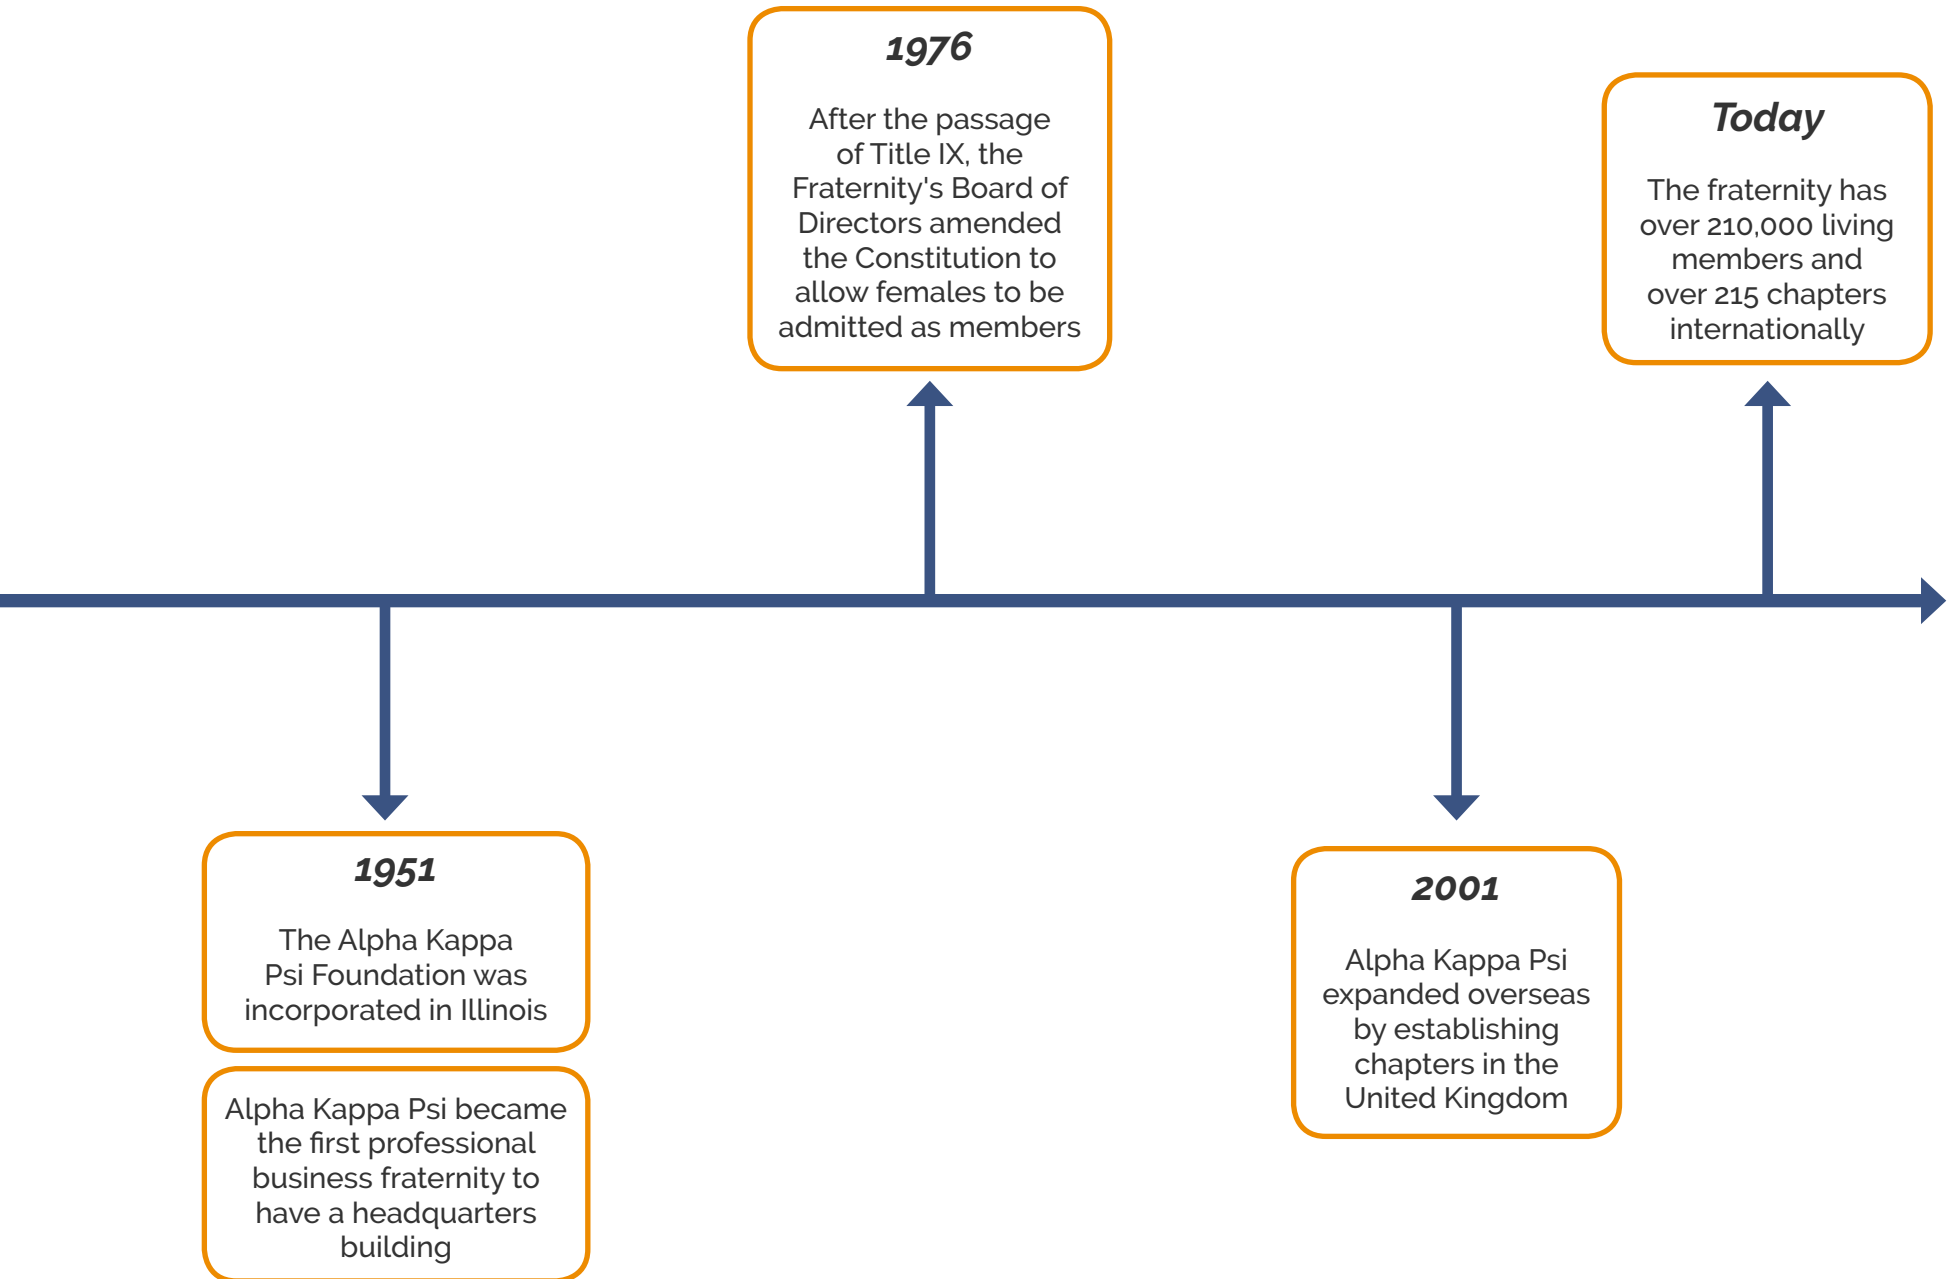 1976
After the passage
of Title IX, the
Fraternity's Board of
Directors amended
the Constitution to
allow females to be
admitted as members
Today
The fraternity has
over 210,000 living
members and
over 215 chapters
internationally
1951
The Alpha Kappa
Psi Foundation was
incorporated in Illinois
Alpha Kappa Psi became
the first professional
business fraternity to
have a headquarters
building
2001
Alpha Kappa Psi
expanded overseas
by establishing
chapters in the
United Kingdom